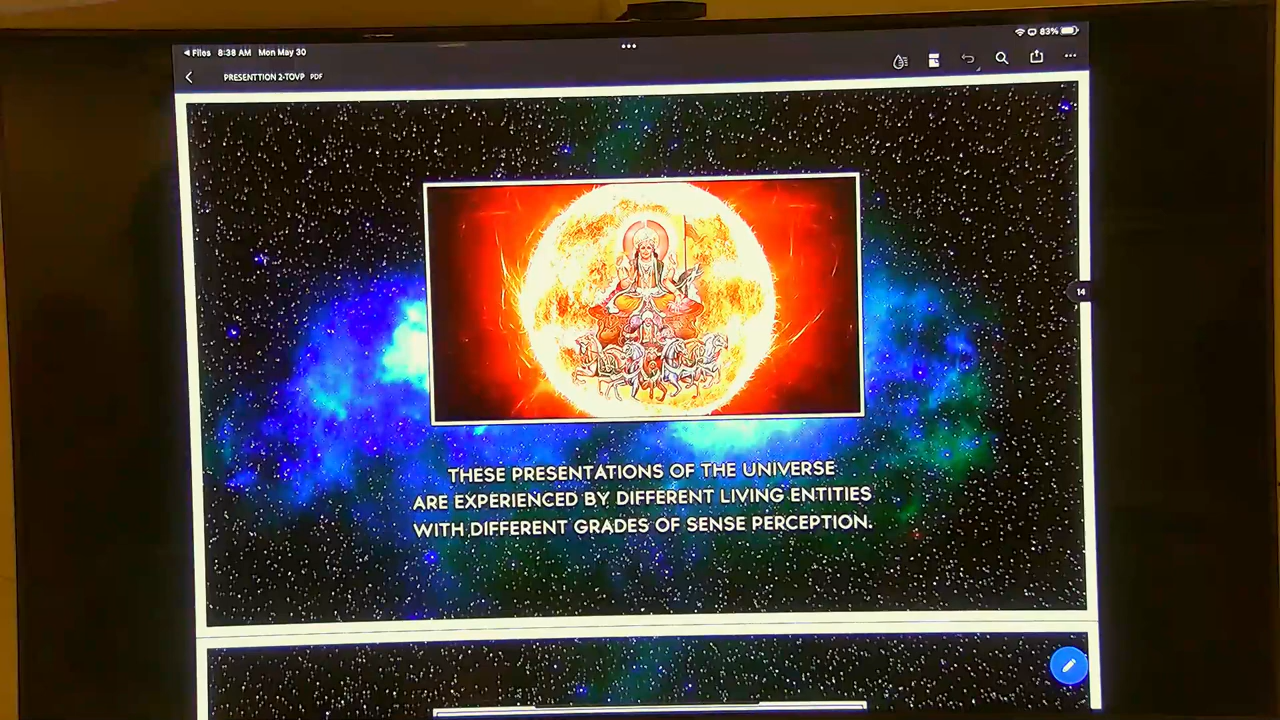 Files 8:38 AM Mon May 30
83%
PRESENTTION 2-TOVP PDF
14
THESE PRESENTATIONS OF THE UNIVERSE
ARE EXPERIENCED BY DIFFERENT LIVING ENTITIES
WITH DIFFERENT GRADES OF SENSE PERCEPTION.